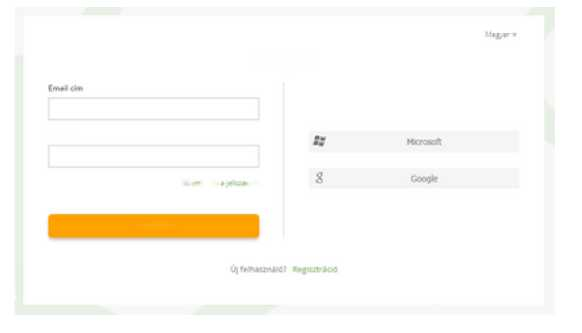 Magyar
Email cím
Microsoft
Google
Új felhasználó? Regisztráció